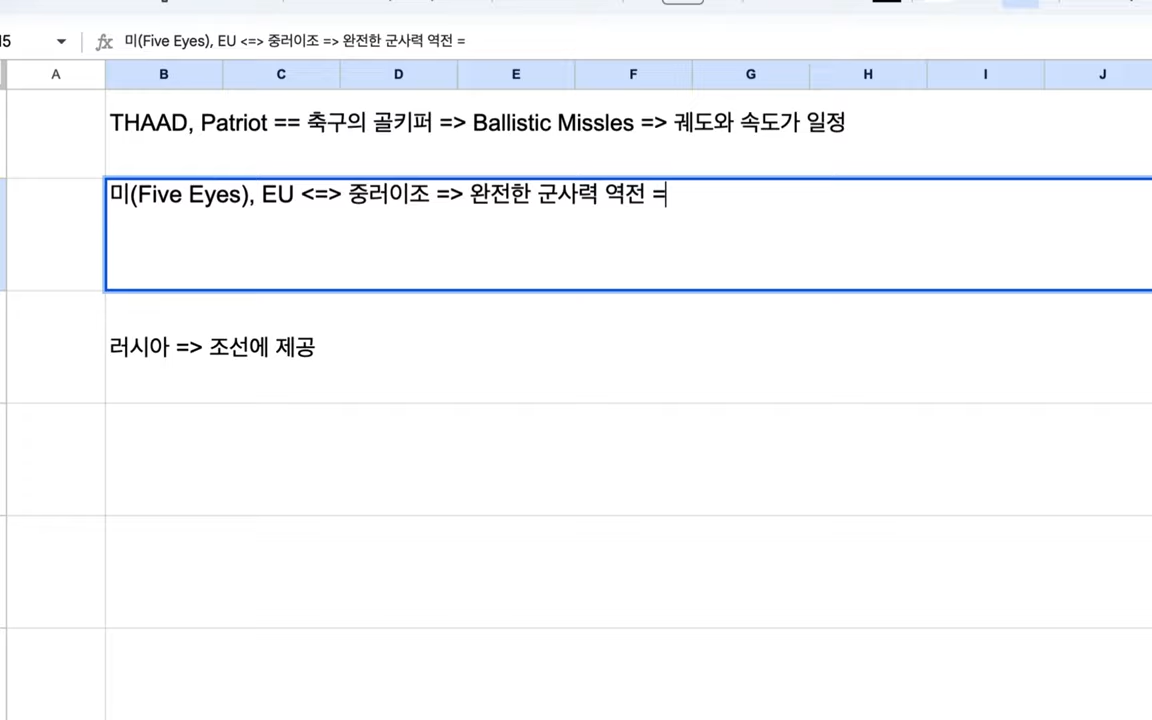 15
fx 미(Five Eyes), EU <=> 중러이조 => 완전한 군사력 역전 =
A B C D E F G H I J
THAAD, Patriot == 축구의 골키퍼 => Ballistic Missles => 궤도와 속도가 일정
미(Five Eyes), EU <=> 중러이조 => 완전한 군사력 역전 =
러시아 => 조선에 제공